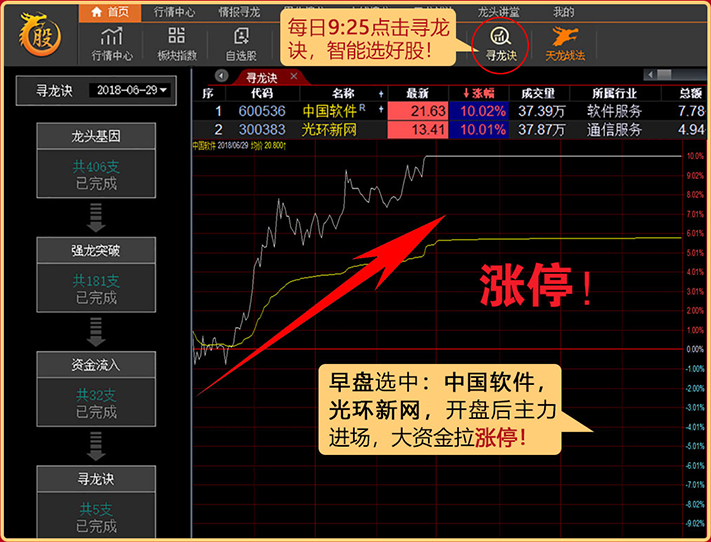 股
首页
行情中心
情报寻龙
龙头讲堂
我的
行情中心
板块指数
自选股
每日9:25点击寻龙
诀，智能选好股！
寻龙诀
天龙战法
寻龙诀
2018-06-29
龙头基因
共406支
已完成
强龙突破
共181支
已完成
资金流入
共32支
已完成
寻龙诀
共5支
已完成
寻龙诀 ×
序 代码 名称 最新 ↓涨幅 成交量 所属行业 总额
1 600536 中国软件R 21.63 10.02% 37.39万 软件服务 7.78
2 300383 光环新网 13.41 10.01% 37.87万 通信服务 4.94
中国软件 2018/06/29 均价 20.800↑
10.0%
9.02%
8.02%
7.01%
6.01%
5.01%
4.01%
3.01%
2.00%
1.00%
0.00%
-1.00%
-2.00%
-3.01%
-4.01%
-5.01%
-6.01%
-7.01%
-8.02%
-9.02%
涨停！
早盘选中：中国软件，
光环新网，开盘后主力
进场，大资金拉涨停！